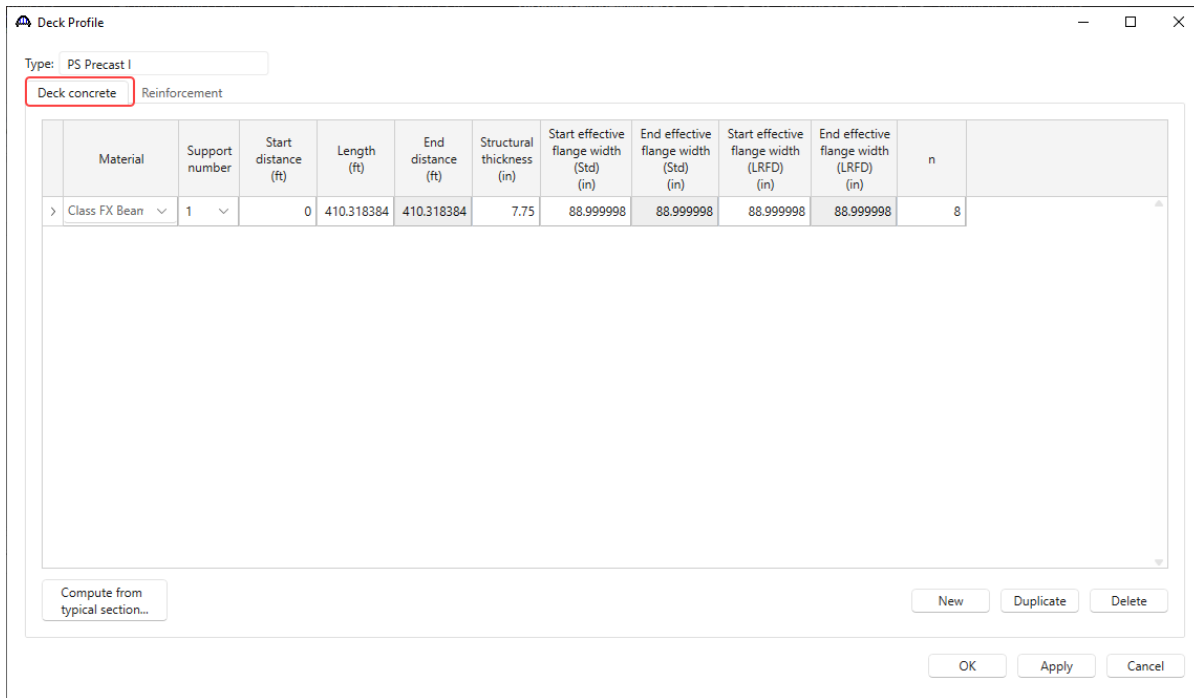 Deck Profile
Type: PS Precast I
Deck concrete Reinforcement
Material
Support
number
Start
distance
(ft)
Length
(ft)
End
distance
(ft)
Structural
thickness
(in)
Start effective
flange width
(Std)
(in)
End effective
flange width
(Std)
(in)
Start effective
flange width
(LRFD)
(in)
End effective
flange width
(LRFD)
(in)
n
Class FX Bean 1 0 410.318384 410.318384 7.75 88.999998 88.999998 88.999998 88.999998 8
Compute from
typical section...
New Duplicate Delete
OK Apply Cancel